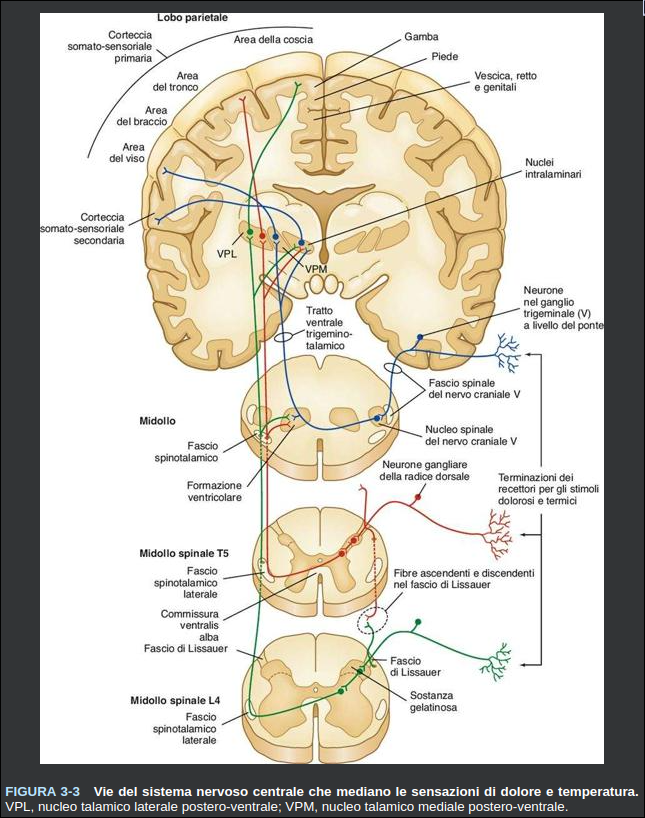 Lobo parietale
Corteccia
somato-sensoriale
primaria
Area della coscia
Gamba
Piede
Vescica, retto
e genitali
Area
del tronco
Area
del braccio
Area
del viso
Nuclei
intralaminari
Corteccia
somato-sensoriale
secondaria
VPL
VPM
Neurone
nel ganglio
trigeminale (V)
a livello del ponte
Tratto
ventrale
trigemino-
talamico
Fascio spinale
del nervo craniale V
Midollo
Nucleo spinale
del nervo craniale V
Fascio
spinotalamico
Neurone gangliare
della radice dorsale
Formazione
ventricolare
Terminazioni dei
recettori per gli stimoli
dolorosi e termici
Midollo spinale T5
Fascio
spinotalamico
laterale
Fibre ascendenti e discendenti
nel fascio di Lissauer
Commissura
ventralis
alba
Fascio di Lissauer
Fascio
di Lissauer
Midollo spinale L4
Sostanza
gelatinosa
Fascio
spinotalamico
laterale
FIGURA 3-3 Vie del sistema nervoso centrale che mediano le sensazioni di dolore e temperatura.
VPL, nucleo talamico laterale postero-ventrale; VPM, nucleo talamico mediale postero-ventrale.